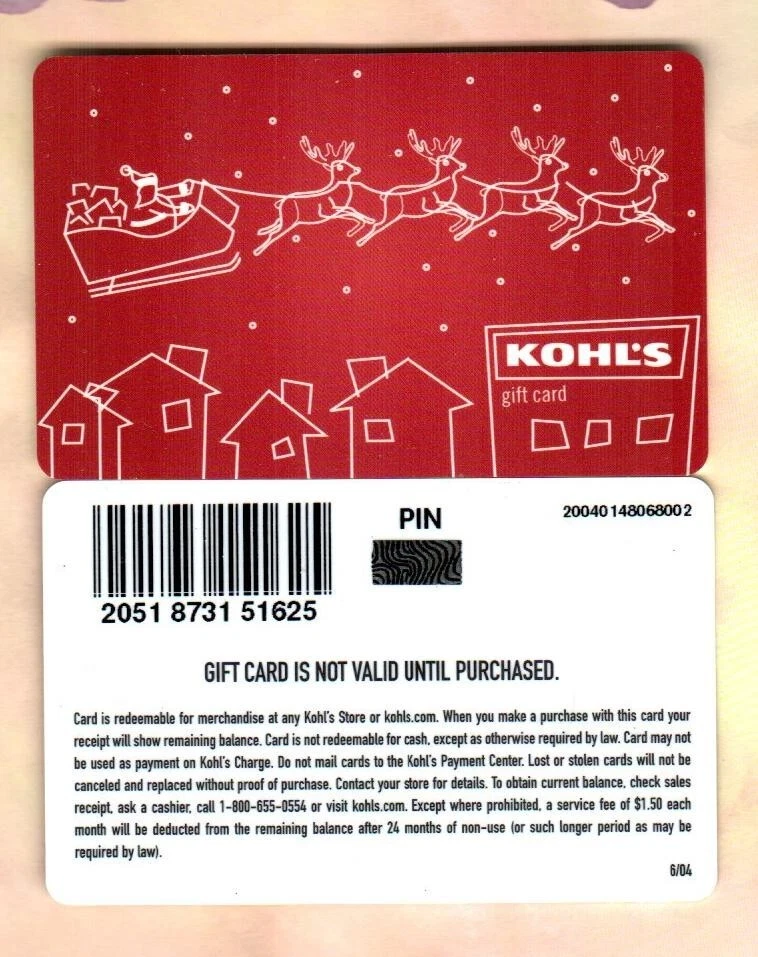 KOHL'S
gift card
PIN
20040148068002
2051 8731 51625
GIFT CARD IS NOT VALID UNTIL PURCHASED.
Card is redeemable for merchandise at any Kohl's Store or kohls.com. When you make a purchase with this card your
receipt will show remaining balance. Card is not redeemable for cash, except as otherwise required by law. Card may not
be used as payment on Kohl's Charge. Do not mail cards to the Kohl's Payment Center. Lost or stolen cards will not be
canceled and replaced without proof of purchase. Contact your store for details. To obtain current balance, check sales
receipt, ask a cashier, call 1-800-655-0554 or visit kohls.com. Except where prohibited, a service fee of $1.50 each
month will be deducted from the remaining balance after 24 months of non-use (or such longer period as may be
required by law).
6/04